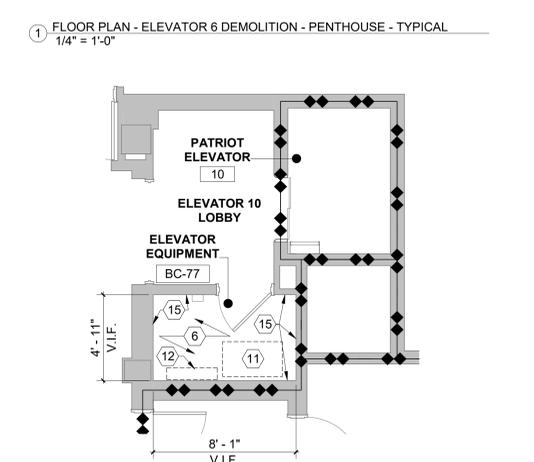 1 FLOOR PLAN - ELEVATOR 6 DEMOLITION - PENTHOUSE - TYPICAL
1/4" = 1'-0"
PATRIOT
ELEVATOR
10
ELEVATOR 10
LOBBY
ELEVATOR
EQUIPMENT
BC-77
15
15
6
12
11
4' - 11"
V.I.F.
8' - 1"
V.I.F.